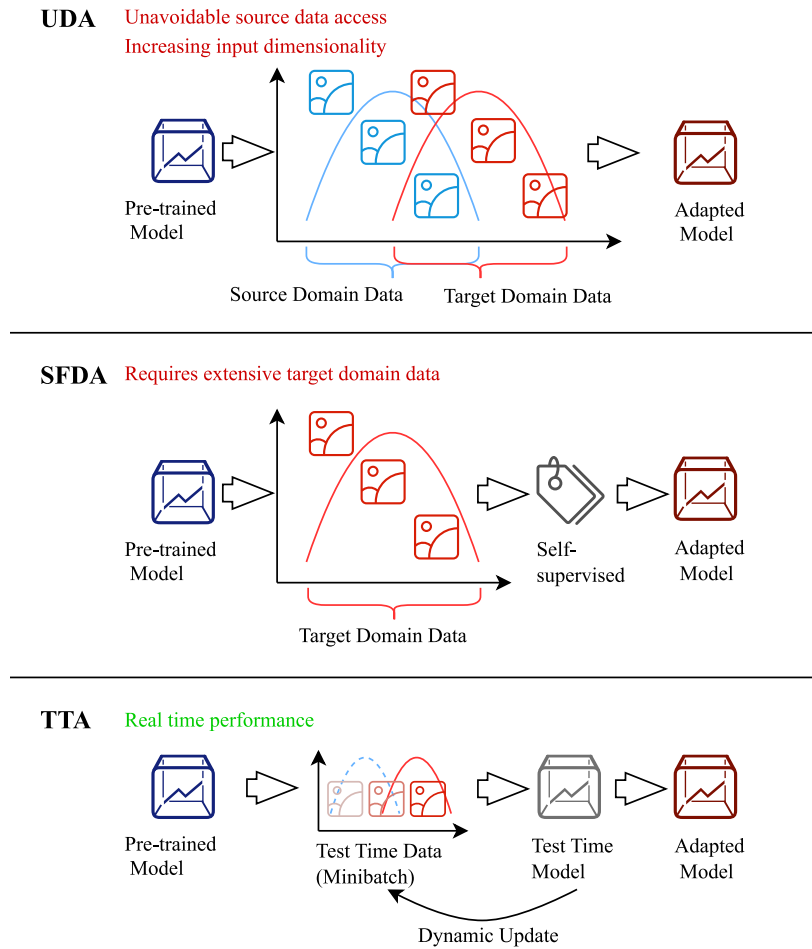 UDA
Unavoidable source data access
Increasing input dimensionality
Pre-trained
Model
Adapted
Model
Source Domain Data
Target Domain Data
SFDA
Requires extensive target domain data
Pre-trained
Model
Self-
supervised
Adapted
Model
Target Domain Data
TTA
Real time performance
Pre-trained
Model
Test Time Data
(Minibatch)
Test Time
Model
Adapted
Model
Dynamic Update